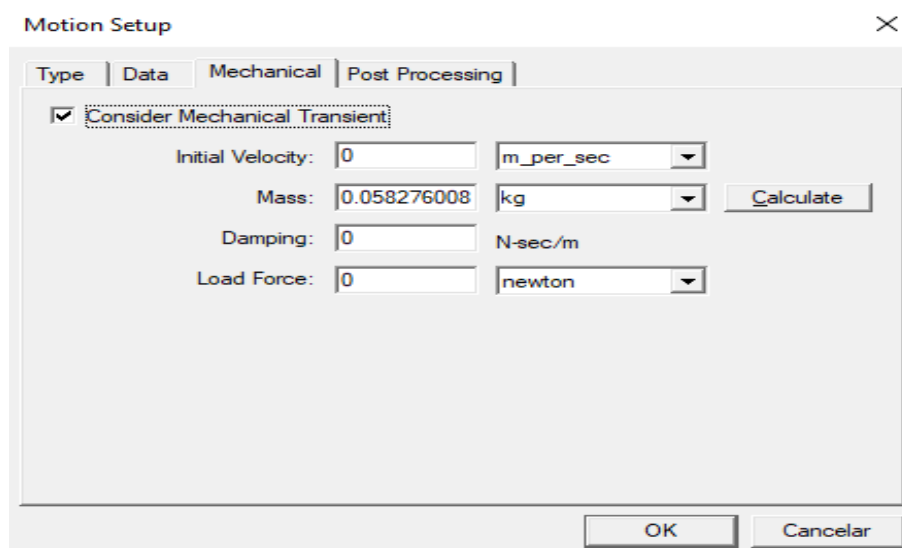 Motion Setup
Type Data Mechanical Post Processing
Consider Mechanical Transient
Initial Velocity: 0 m_per_sec
Mass: 0.058276008 kg Calculate
Damping: 0 N-sec/m
Load Force: 0 newton
OK Cancelar